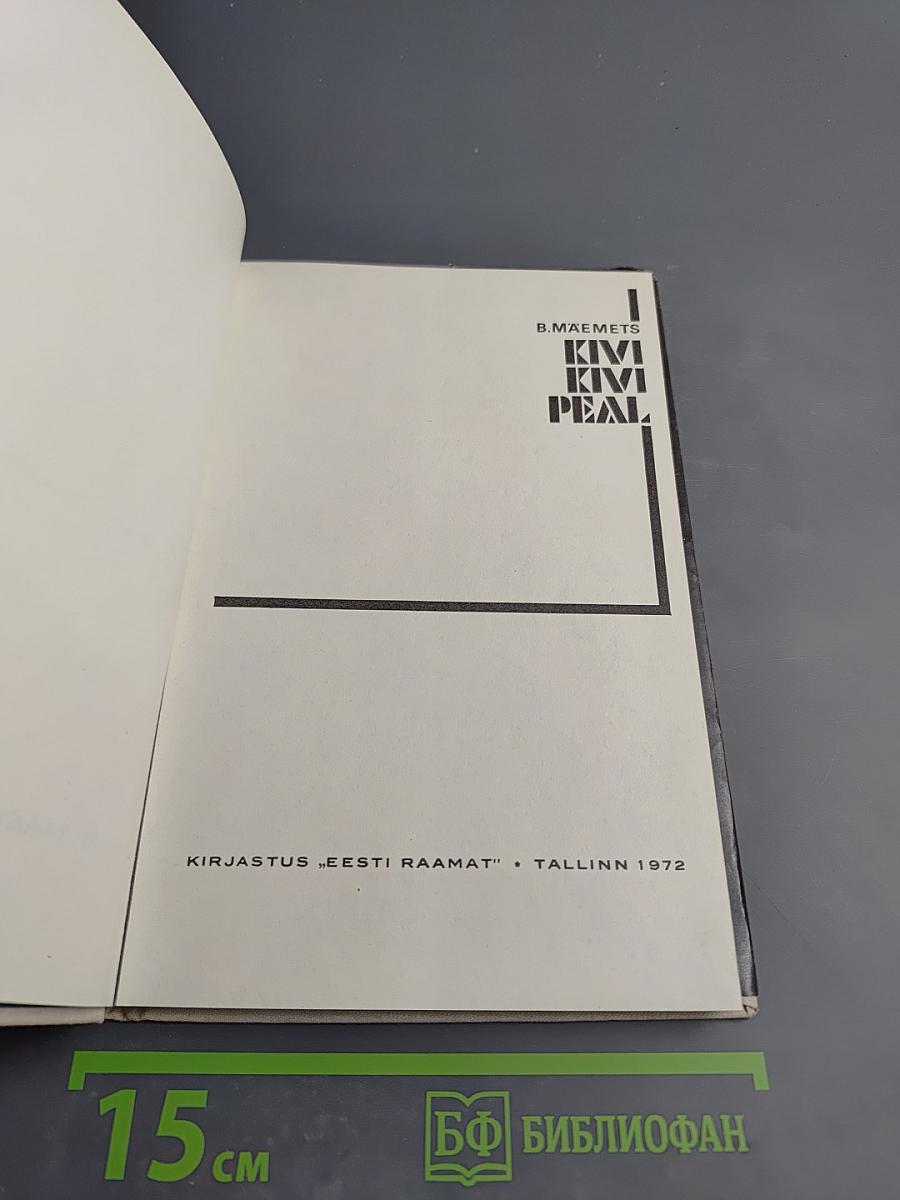 B.MÄEMETS
KIVI
KIVI
PEAL
KIRJASTUS „EESTI RAAMAT" * TALLINN 1972
15 СМ
БФ БИБЛИОФАН